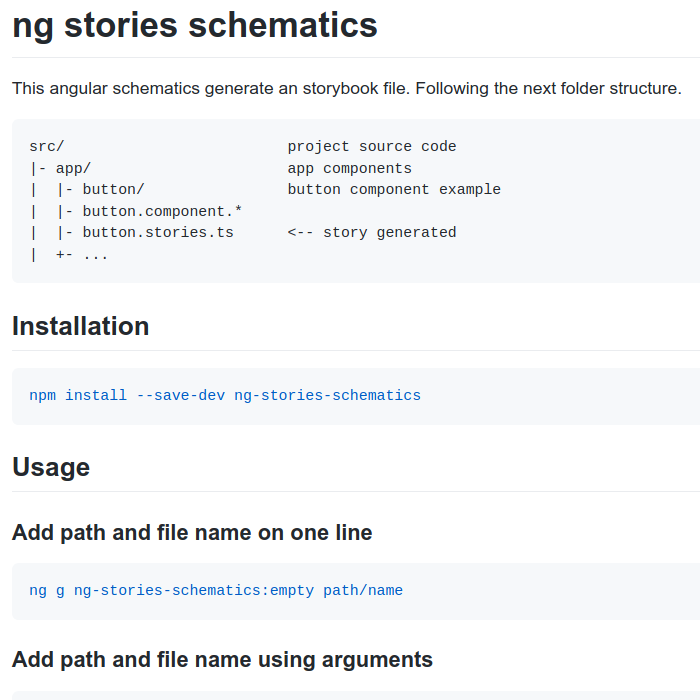 ng stories schematics
This angular schematics generate an storybook file. Following the next folder structure.
src/                         project source code
|- app/                      app components
|  |- button/                button component example
|  |- button.component.*
|  |- button.stories.ts      <-- story generated
|  +- ...
Installation
npm install --save-dev ng-stories-schematics
Usage
Add path and file name on one line
ng g ng-stories-schematics:empty path/name
Add path and file name using arguments